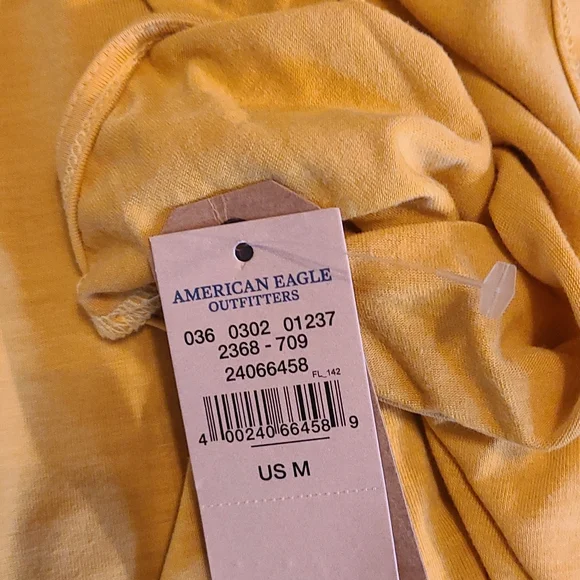 AMERICAN EAGLE
OUTFITTERS
036 0302 01237
2368 - 709
24066458 FL_142
4 00240 66458 9
US M